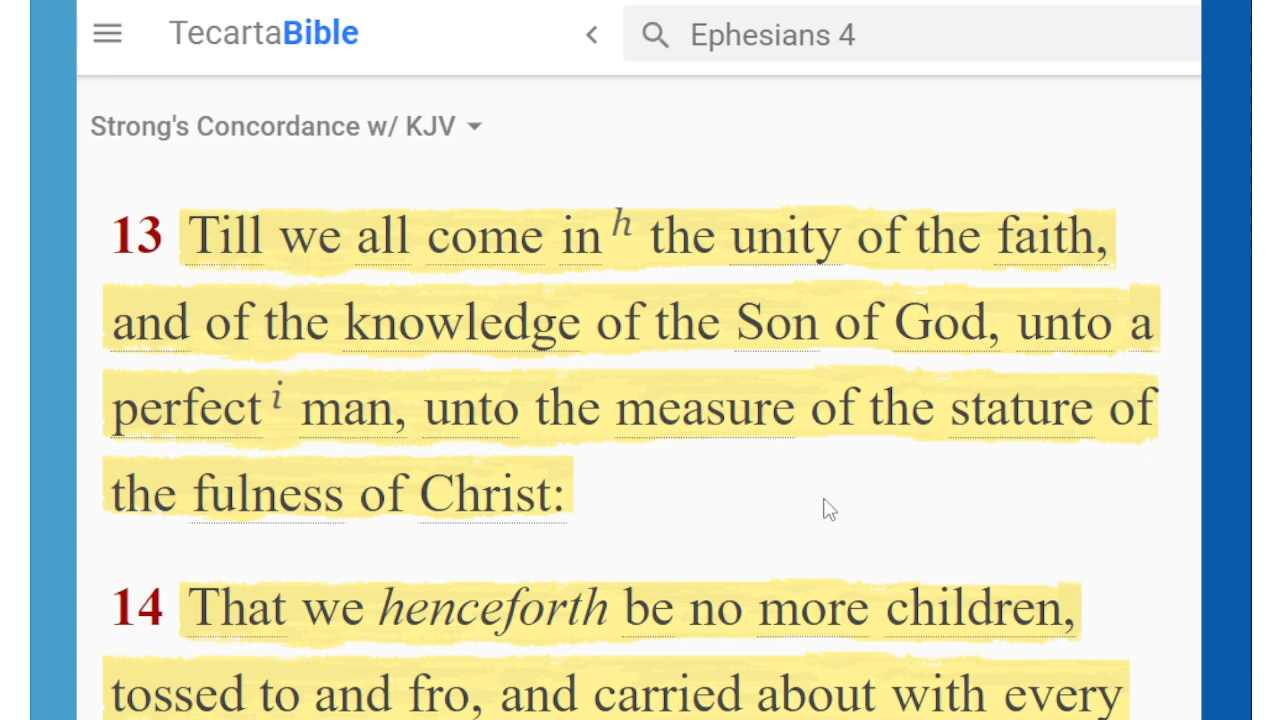 TecartaBible
Ephesians 4
Strong's Concordance w/ KJV
13 Till we all come in h the unity of the faith,
and of the knowledge of the Son of God, unto a
perfect i man, unto the measure of the stature of
the fulness of Christ:
14 That we henceforth be no more children,
tossed to and fro, and carried about with every